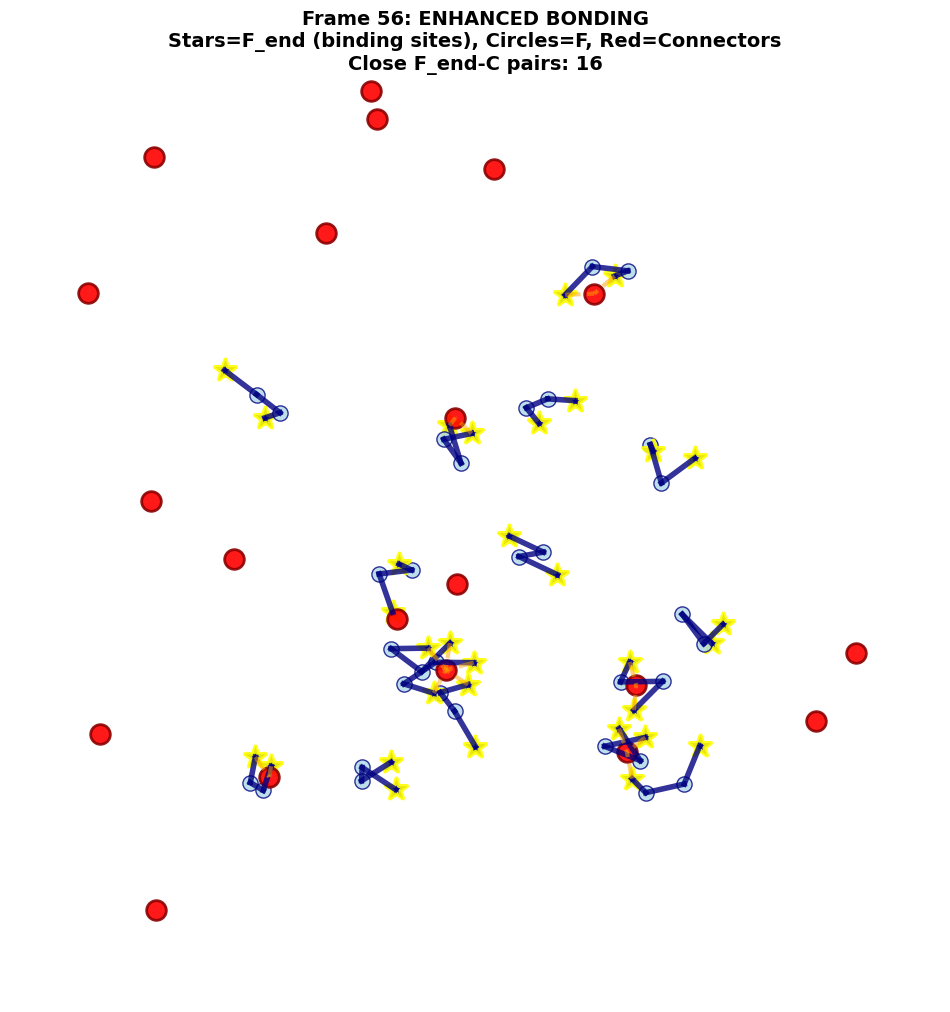 Frame 56: ENHANCED BONDING
Stars=F_end (binding sites), Circles=F, Red=Connectors
Close F_end-C pairs: 16